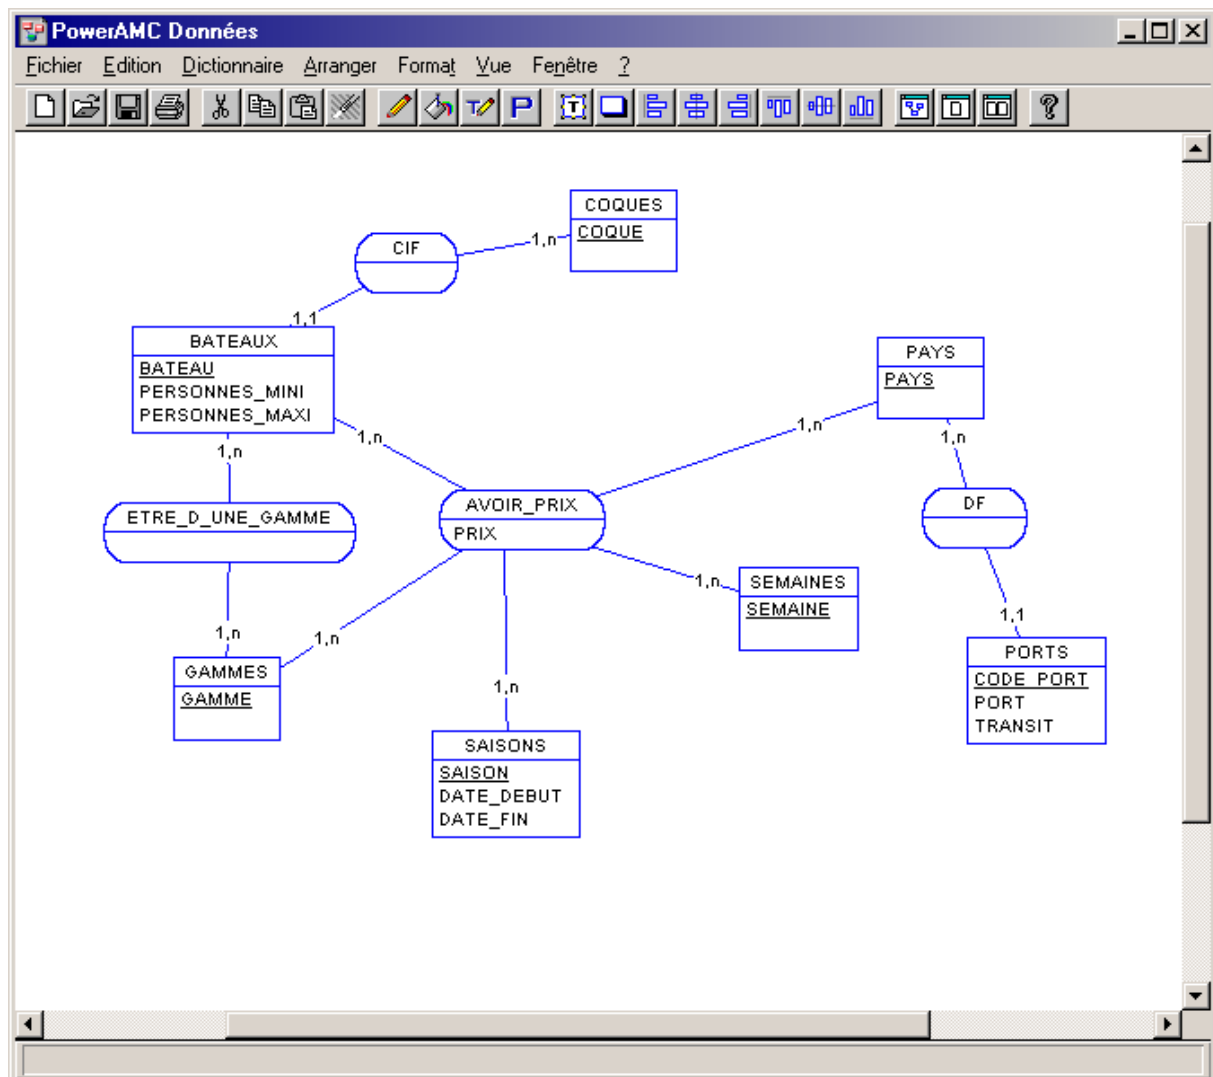 PowerAMC Données
Fichier Edition Dictionnaire Arranger Format Vue Fenêtre ?
T P T ?
COQUES
COQUE
CIF
1,n
1,1
BATEAUX
BATEAU
PERSONNES_MINI
PERSONNES_MAXI
PAYS
PAYS
1,n
1,n
1,n
1,n
ETRE_D_UNE_GAMME
AVOIR_PRIX
PRIX
DF
1,n
SEMAINES
SEMAINE
1,n
1,n
1,1
GAMMES
GAMME
1,n
PORTS
CODE_PORT
PORT
TRANSIT
SAISONS
SAISON
DATE_DEBUT
DATE_FIN